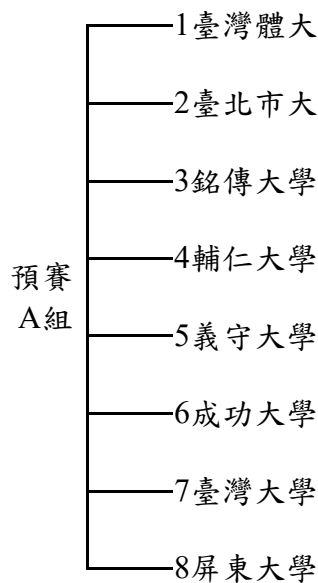 1臺灣體大
2臺北市大
3銘傳大學
4輔仁大學
預賽
A組
5義守大學
6成功大學
7臺灣大學
8屏東大學